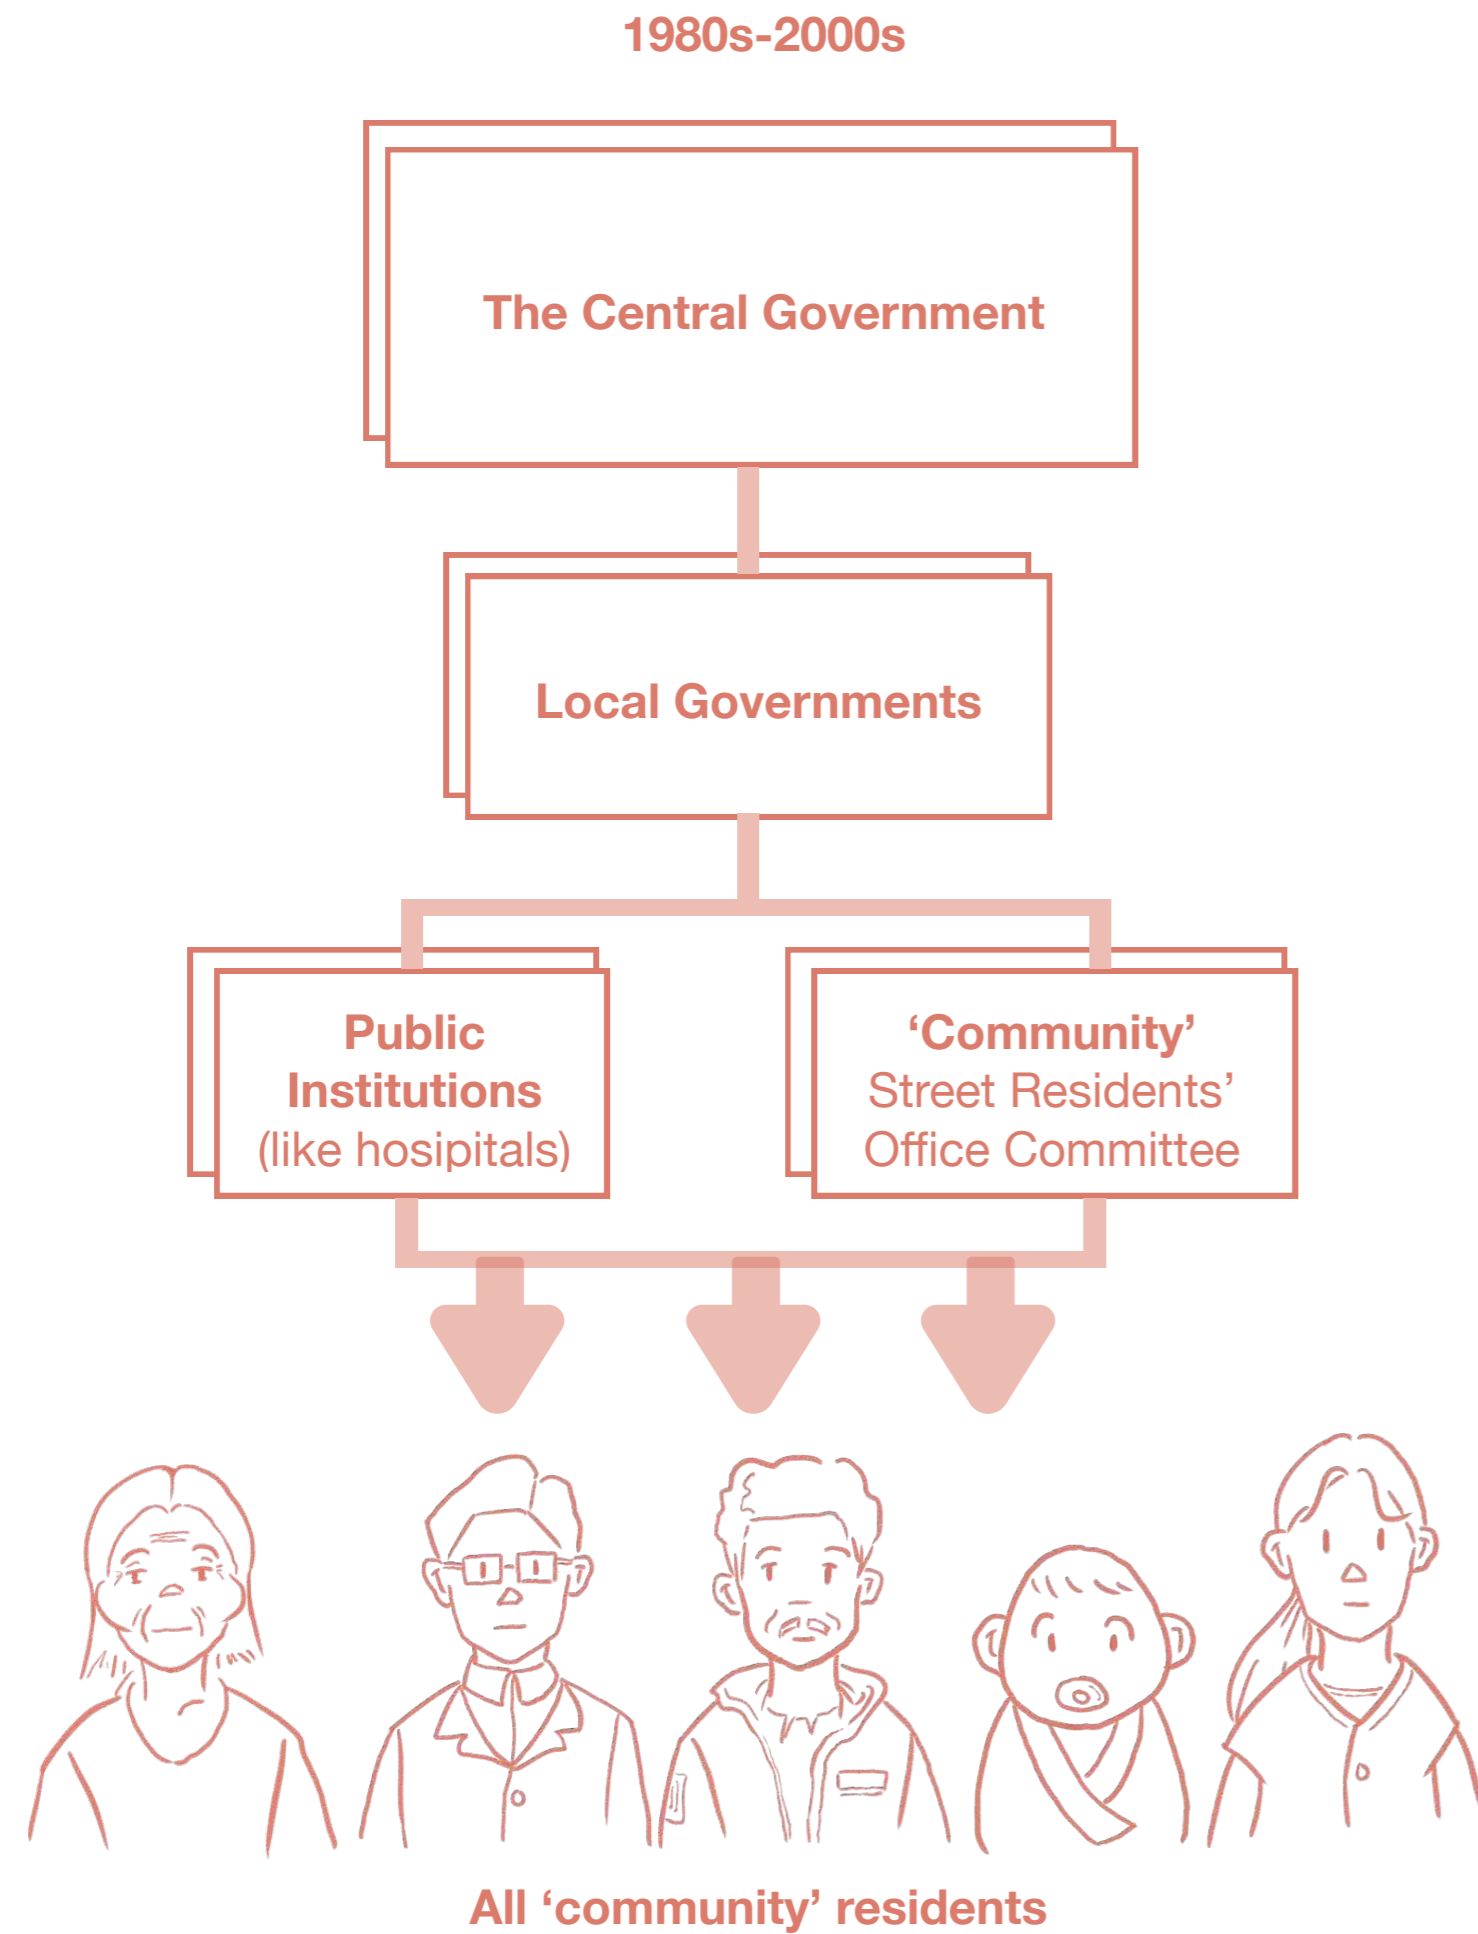 1980s-2000s
The Central Government
Local Governments
Public
Institutions
(like hosipitals)
‘Community’
Street Residents’
Office Committee
All ‘community’ residents